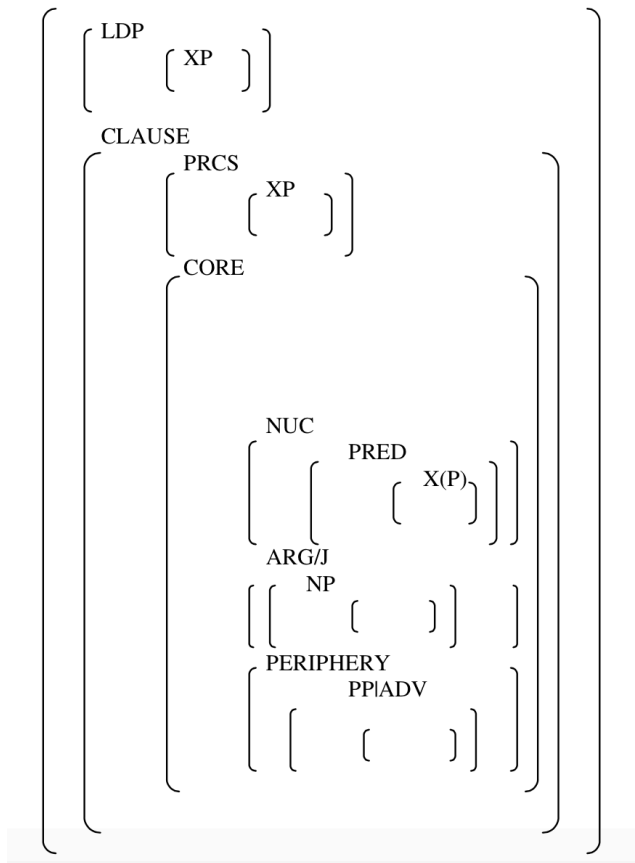 LDP
XP
CLAUSE
PRCS
XP
CORE
NUC
PRED
X(P)
ARG/J
NP
PERIPHERY
PP|ADV